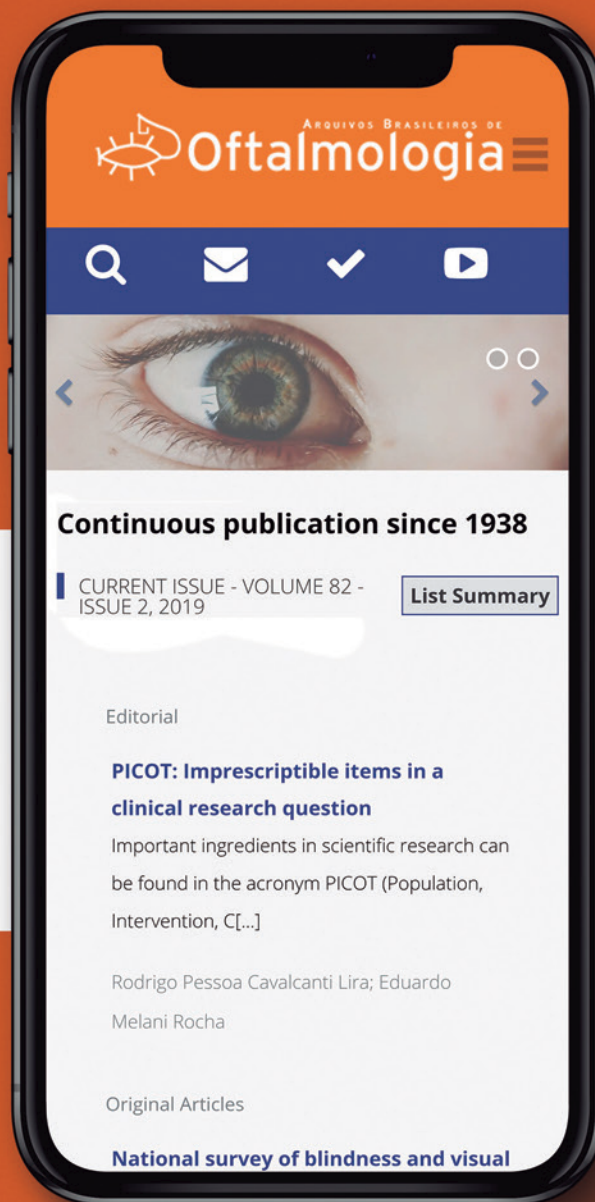 ARQUIVOS BRASILEIROS DE
Oftalmologia
Continuous publication since 1938
CURRENT ISSUE - VOLUME 82 -
ISSUE 2, 2019
List Summary
Editorial
PICOT: Imprescriptible items in a
clinical research question
Important ingredients in scientific research can
be found in the acronym PICOT (Population,
Intervention, C[...]
Rodrigo Pessoa Cavalcanti Lira; Eduardo
Melani Rocha
Original Articles
National survey of blindness and visual